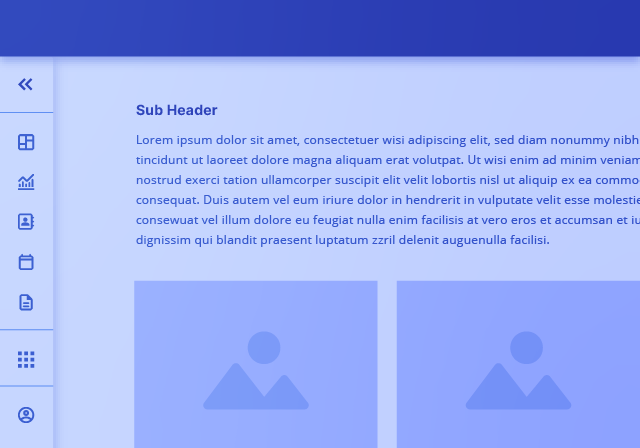 Sub Header
Lorem ipsum dolor sit amet, consectetuer wisi adipiscing elit, sed diam nonummy nibh
tincidunt ut laoreet dolore magna aliquam erat volutpat. Ut wisi enim ad minim veniam
nostrud exerci tation ullamcorper suscipit elit velit lobortis nisl ut aliquip ex ea commo
consequat. Duis autem vel eum iriure dolor in hendrerit in vulputate velit esse molestie
consewuat vel illum dolore eu feugiat nulla enim facilisis at vero eros et accumsan et iu
dignissim qui blandit praesent luptatum zzril delenit auguenulla facilisi.